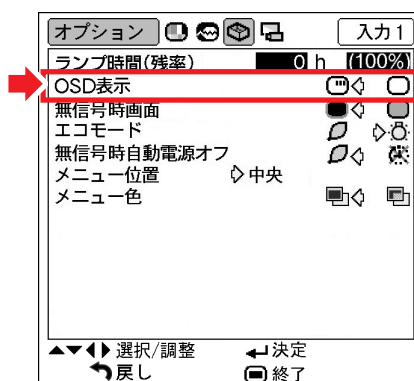 オプション 入力1
ランプ時間(残率) 0 h (100%)
OSD表示
無信号時画面
エコモード
無信号時自動電源オフ
メニュー位置 中央
メニュー色
選択/調整 決定
戻し 終了